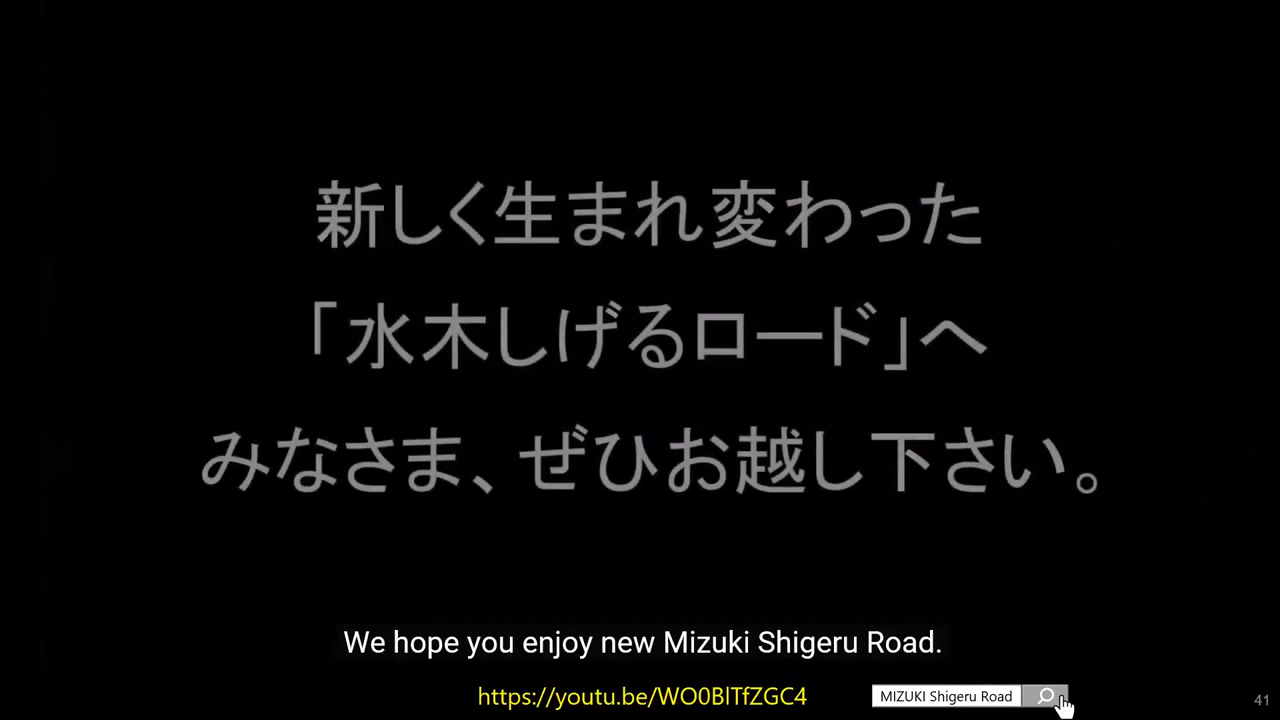 新しく生まれ変わった
「水木しげるロード」へ
みなさま、ぜひお越し下さい。
We hope you enjoy new Mizuki Shigeru Road.
https://youtu.be/WO0BlTfZGC4
MIZUKI Shigeru Road
41